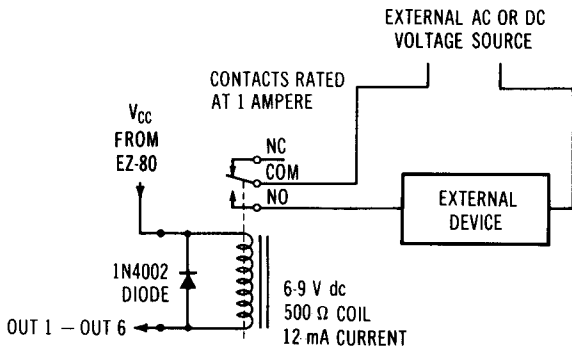 EXTERNAL AC OR DC
VOLTAGE SOURCE
CONTACTS RATED
AT 1 AMPERE
VCC
FROM
EZ-80
NC
COM
NO
EXTERNAL
DEVICE
1N4002
DIODE
6-9 V dc
500 Ω COIL
12 mA CURRENT
OUT 1 – OUT 6